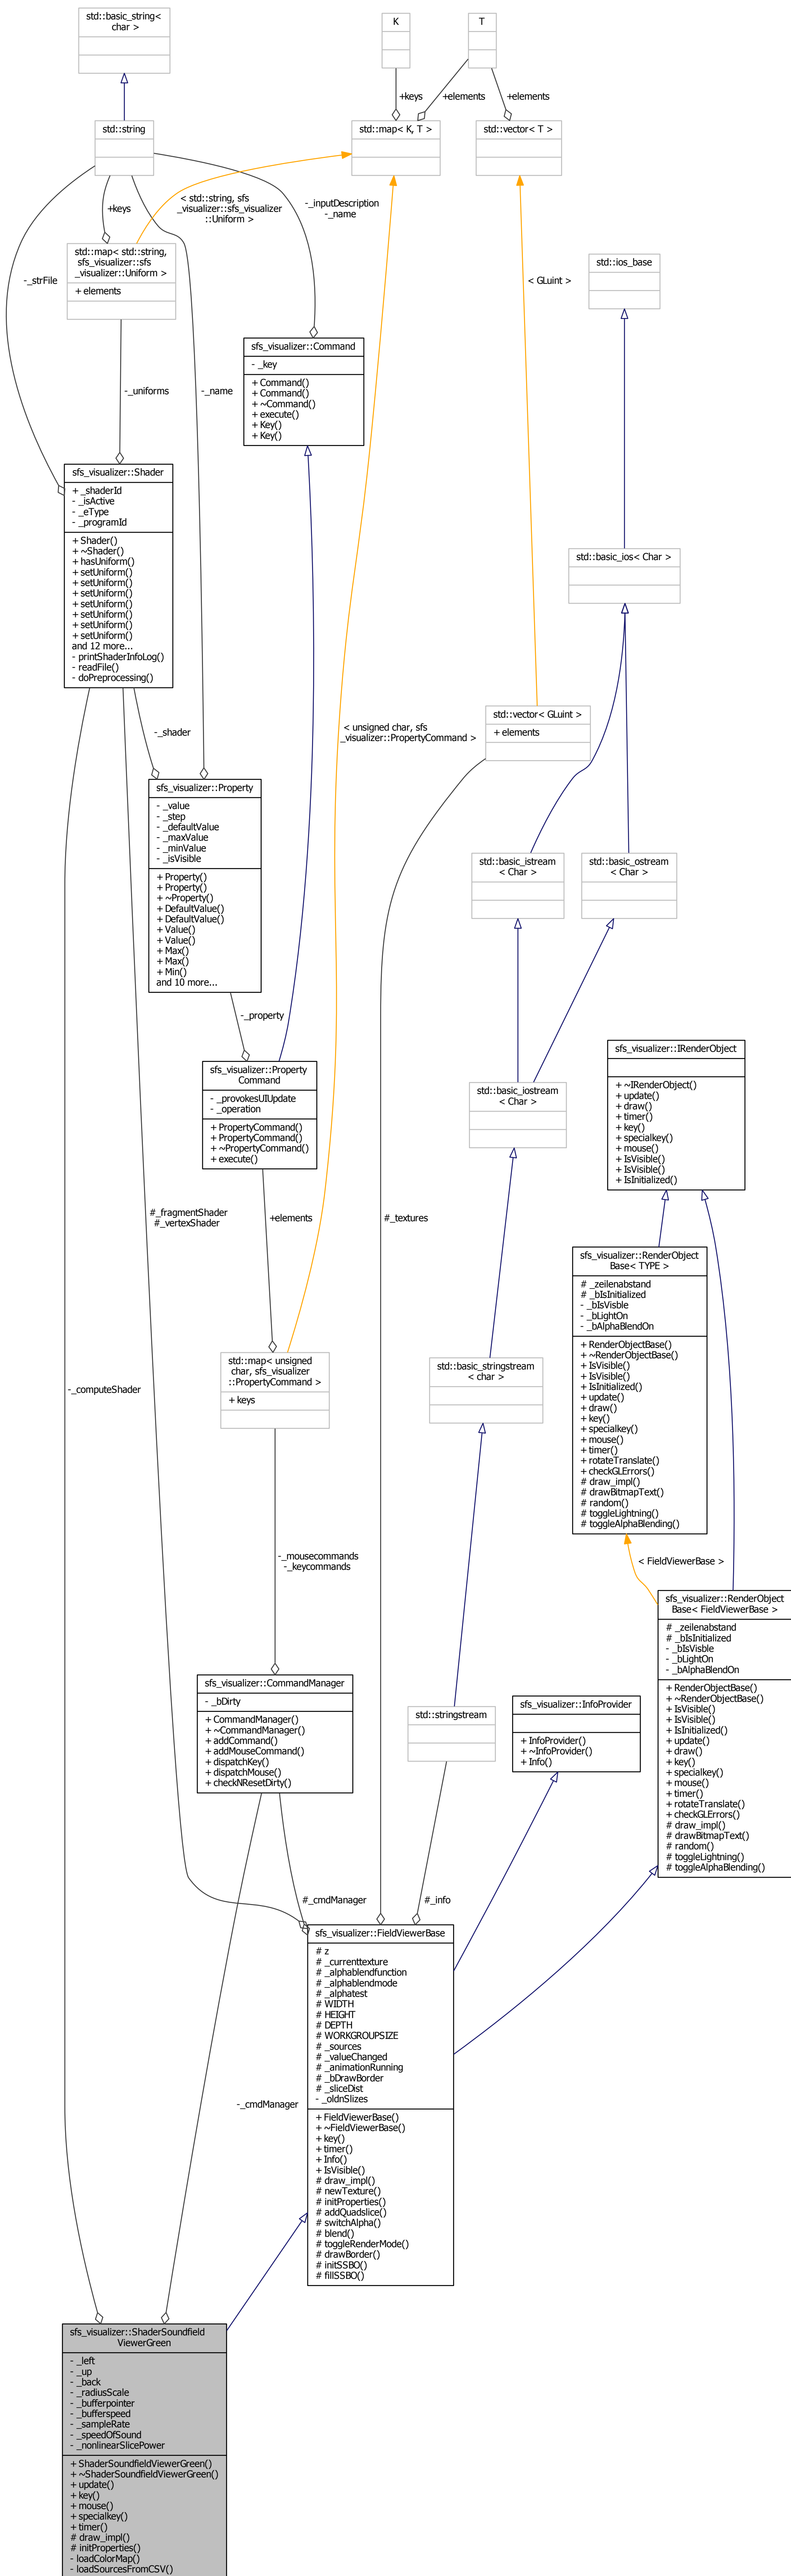 std::basic_string<
char >
K
T
+keys
+elements
+elements
std::string
std::map< K, T >
std::vector< T >
+keys
< std::string, sfs
_visualizer::sfs_visualizer
::Uniform >
-_inputDescription
-_name
std::map< std::string,
sfs_visualizer::sfs
_visualizer::Uniform >
+ elements
std::ios_base
-_strFile
< GLuint >
sfs_visualizer::Command
- _key
+ Command()
+ Command()
+ ~Command()
+ execute()
+ Key()
+ Key()
-_uniforms
-_name
sfs_visualizer::Shader
+ _shaderId
- _isActive
- _eType
- _programId
+ Shader()
+ ~Shader()
+ hasUniform()
+ setUniform()
+ setUniform()
+ setUniform()
+ setUniform()
+ setUniform()
+ setUniform()
+ setUniform()
and 12 more...
- printShaderInfoLog()
- readFile()
- doPreprocessing()
std::basic_ios< Char >
-_shader
< unsigned char, sfs
_visualizer::PropertyCommand >
std::vector< GLuint >
+ elements
sfs_visualizer::Property
- _value
- _step
- _defaultValue
- _maxValue
- _minValue
- _isVisible
+ Property()
+ Property()
+ ~Property()
+ DefaultValue()
+ DefaultValue()
+ Value()
+ Value()
+ Max()
+ Max()
+ Min()
and 10 more...
std::basic_istream
< Char >
std::basic_ostream
< Char >
-_property
sfs_visualizer::Property
Command
- _provokesUIUpdate
- _operation
+ PropertyCommand()
+ PropertyCommand()
+ ~PropertyCommand()
+ execute()
std::basic_iostream
< Char >
sfs_visualizer::IRenderObject
+ ~IRenderObject()
+ update()
+ draw()
+ timer()
+ key()
+ specialkey()
+ mouse()
+ IsVisible()
+ IsVisible()
+ IsInitialized()
#_fragmentShader
#_vertexShader
+elements
#_textures
sfs_visualizer::RenderObject
Base< TYPE >
# _zeilenabstand
# _bIsInitialized
- _bIsVisble
- _bLightOn
- _bAlphaBlendOn
+ RenderObjectBase()
+ ~RenderObjectBase()
+ IsVisible()
+ IsVisible()
+ IsInitialized()
+ update()
+ draw()
+ key()
+ specialkey()
+ mouse()
+ timer()
+ rotateTranslate()
+ checkGLErrors()
# draw_impl()
# drawBitmapText()
# random()
# toggleLightning()
# toggleAlphaBlending()
-_computeShader
std::map< unsigned
char, sfs_visualizer
::PropertyCommand >
+ keys
std::basic_stringstream
< char >
-_mousecommands
-_keycommands
< FieldViewerBase >
sfs_visualizer::RenderObject
Base< FieldViewerBase >
# _zeilenabstand
# _bIsInitialized
- _bIsVisble
- _bLightOn
- _bAlphaBlendOn
+ RenderObjectBase()
+ ~RenderObjectBase()
+ IsVisible()
+ IsVisible()
+ IsInitialized()
+ update()
+ draw()
+ key()
+ specialkey()
+ mouse()
+ timer()
+ rotateTranslate()
+ checkGLErrors()
# draw_impl()
# drawBitmapText()
# random()
# toggleLightning()
# toggleAlphaBlending()
sfs_visualizer::CommandManager
- _bDirty
+ CommandManager()
+ ~CommandManager()
+ addCommand()
+ addMouseCommand()
+ dispatchKey()
+ dispatchMouse()
+ checkNResetDirty()
std::stringstream
sfs_visualizer::InfoProvider
+ InfoProvider()
+ ~InfoProvider()
+ Info()
#_cmdManager
#_info
sfs_visualizer::FieldViewerBase
# z
# _currenttexture
# _alphablendfunction
# _alphablendmode
# _alphatest
# WIDTH
# HEIGHT
# DEPTH
# WORKGROUPSIZE
# _sources
# _valueChanged
# _animationRunning
# _bDrawBorder
# _sliceDist
- _oldnSlizes
+ FieldViewerBase()
+ ~FieldViewerBase()
+ key()
+ timer()
+ Info()
+ IsVisible()
# draw_impl()
# newTexture()
# initProperties()
# addQuadslice()
# switchAlpha()
# blend()
# toggleRenderMode()
# drawBorder()
# initSSBO()
# fillSSBO()
-_cmdManager
sfs_visualizer::ShaderSoundfield
ViewerGreen
- _left
- _up
- _back
- _radiusScale
- _bufferpointer
- _bufferspeed
- _sampleRate
- _speedOfSound
- _nonlinearSlicePower
+ ShaderSoundfieldViewerGreen()
+ ~ShaderSoundfieldViewerGreen()
+ update()
+ key()
+ mouse()
+ specialkey()
+ timer()
# draw_impl()
# initProperties()
- loadColorMap()
- loadSourcesFromCSV()